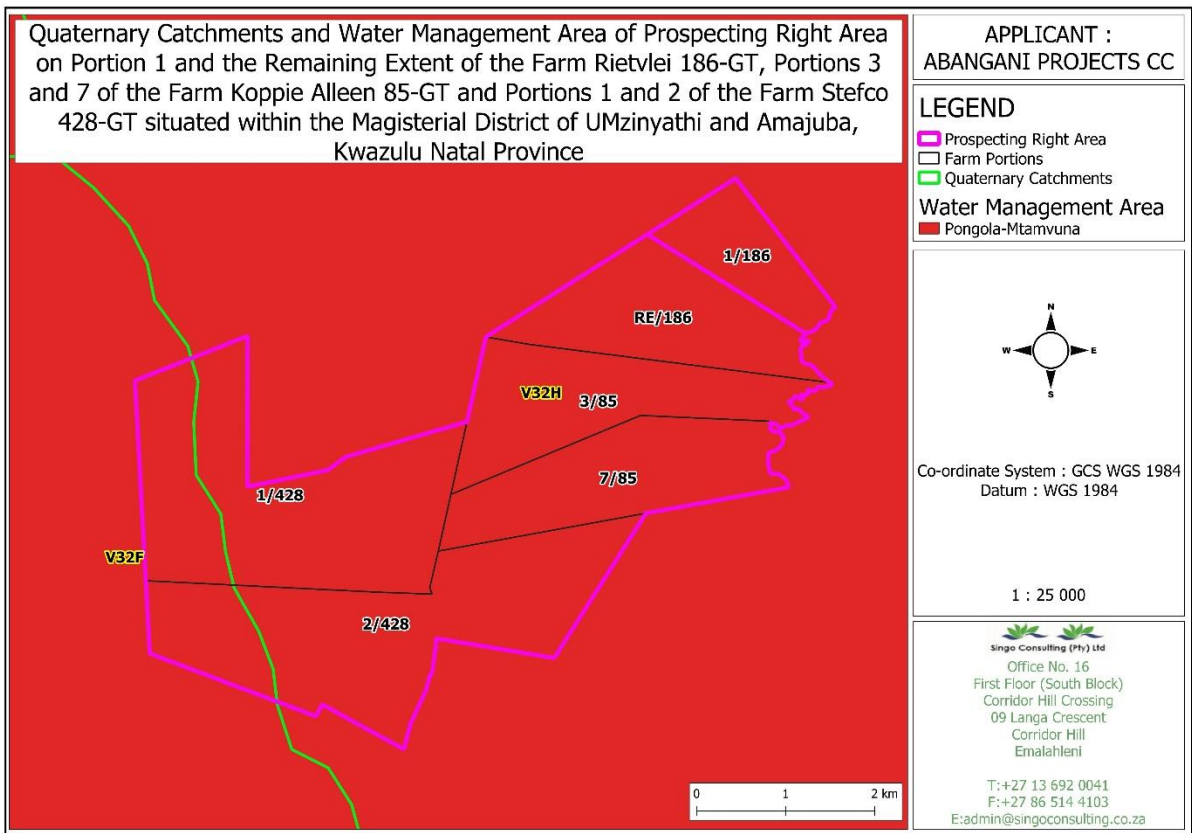 Quaternary Catchments and Water Management Area of Prospecting Right Area
on Portion 1 and the Remaining Extent of the Farm Rietvlei 186-GT, Portions 3
and 7 of the Farm Koppie Alleen 85-GT and Portions 1 and 2 of the Farm Stefco
428-GT situated within the Magisterial District of UMzinyathi and Amajuba,
Kwazulu Natal Province
1/186
RE/186
V32H
3/85
7/85
1/428
V32F
2/428
0 1 2 km
APPLICANT :
ABANGANI PROJECTS CC
LEGEND
Prospecting Right Area
Farm Portions
Quaternary Catchments
Water Management Area
Pongola-Mtamvuna
N
W E
S
Co-ordinate System : GCS WGS 1984
Datum : WGS 1984
1 : 25 000
Singo Consulting (Pty) Ltd
Office No. 16
First Floor (South Block)
Corridor Hill Crossing
09 Langa Crescent
Corridor Hill
Emalahleni
T:+27 13 692 0041
F:+27 86 514 4103
E:admin@singoconsulting.co.za